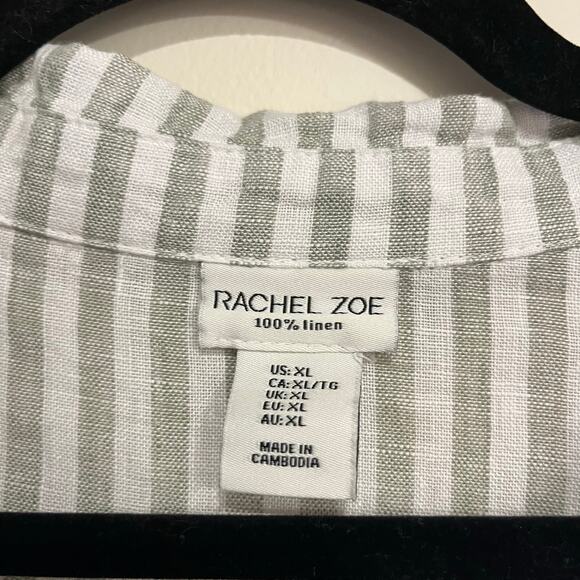 RACHEL ZOE
100% linen
US: XL
CA: XL/TG
UK: XL
EU: XL
AU: XL
MADE IN
CAMBODIA